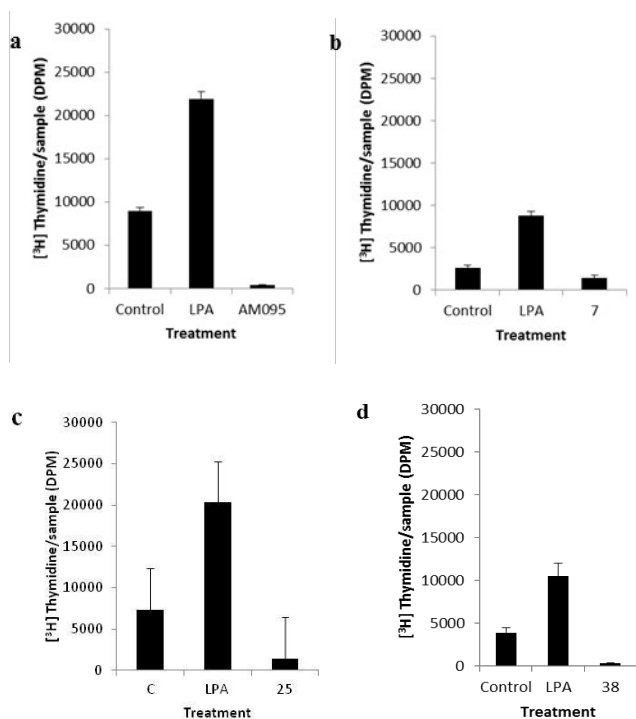 a
[³H] Thymidine/sample (DPM)
30000
25000
20000
15000
10000
5000
0
Control LPA AM095
Treatment
b
[³H] Thymidine/sample (DPM)
30000
25000
20000
15000
10000
5000
0
Control LPA 7
Treatment
c
[³H] Thymidine/sample (DPM)
30000
25000
20000
15000
10000
5000
0
C LPA 25
Treatment
d
[³H] Thymidine/sample (DPM)
30000
25000
20000
15000
10000
5000
0
Control LPA 38
Treatment